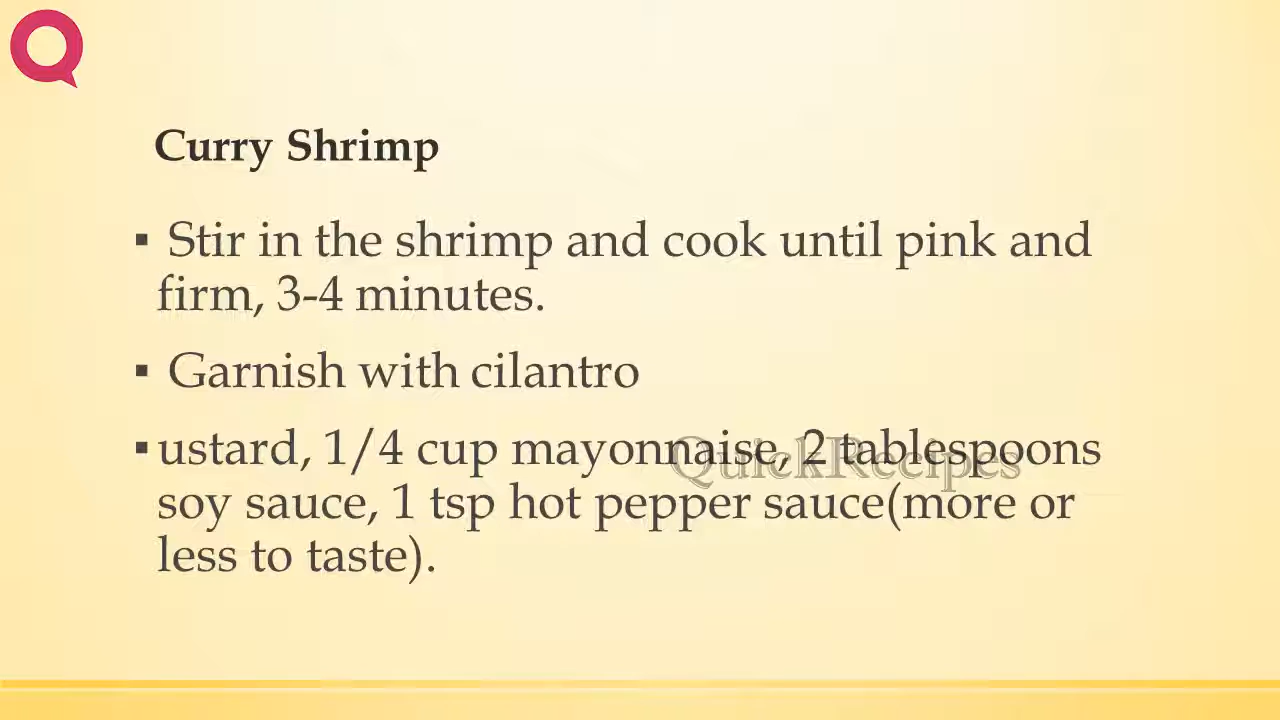 Curry Shrimp
▪ Stir in the shrimp and cook until pink and
firm, 3-4 minutes.
▪ Garnish with cilantro
▪ ustard, 1/4 cup mayonnaise, 2 tablespoons
QuickRecipes
soy sauce, 1 tsp hot pepper sauce(more or
less to taste).